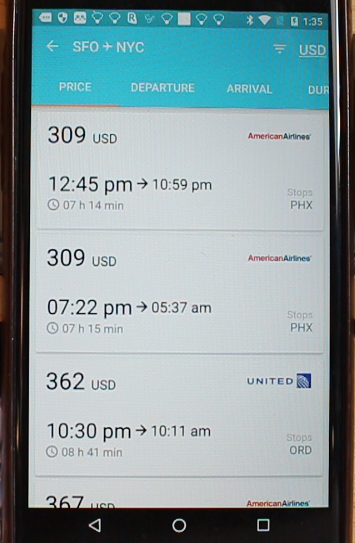 1:35
SFO ✈ NYC
USD
PRICE DEPARTURE ARRIVAL DUR
309 USD
AmericanAirlines
12:45 pm → 10:59 pm
07 h 14 min
Stops
PHX
309 USD
AmericanAirlines
07:22 pm → 05:37 am
07 h 15 min
Stops
PHX
362 USD
UNITED
10:30 pm → 10:11 am
08 h 41 min
Stops
ORD
367 USD
AmericanAirlines